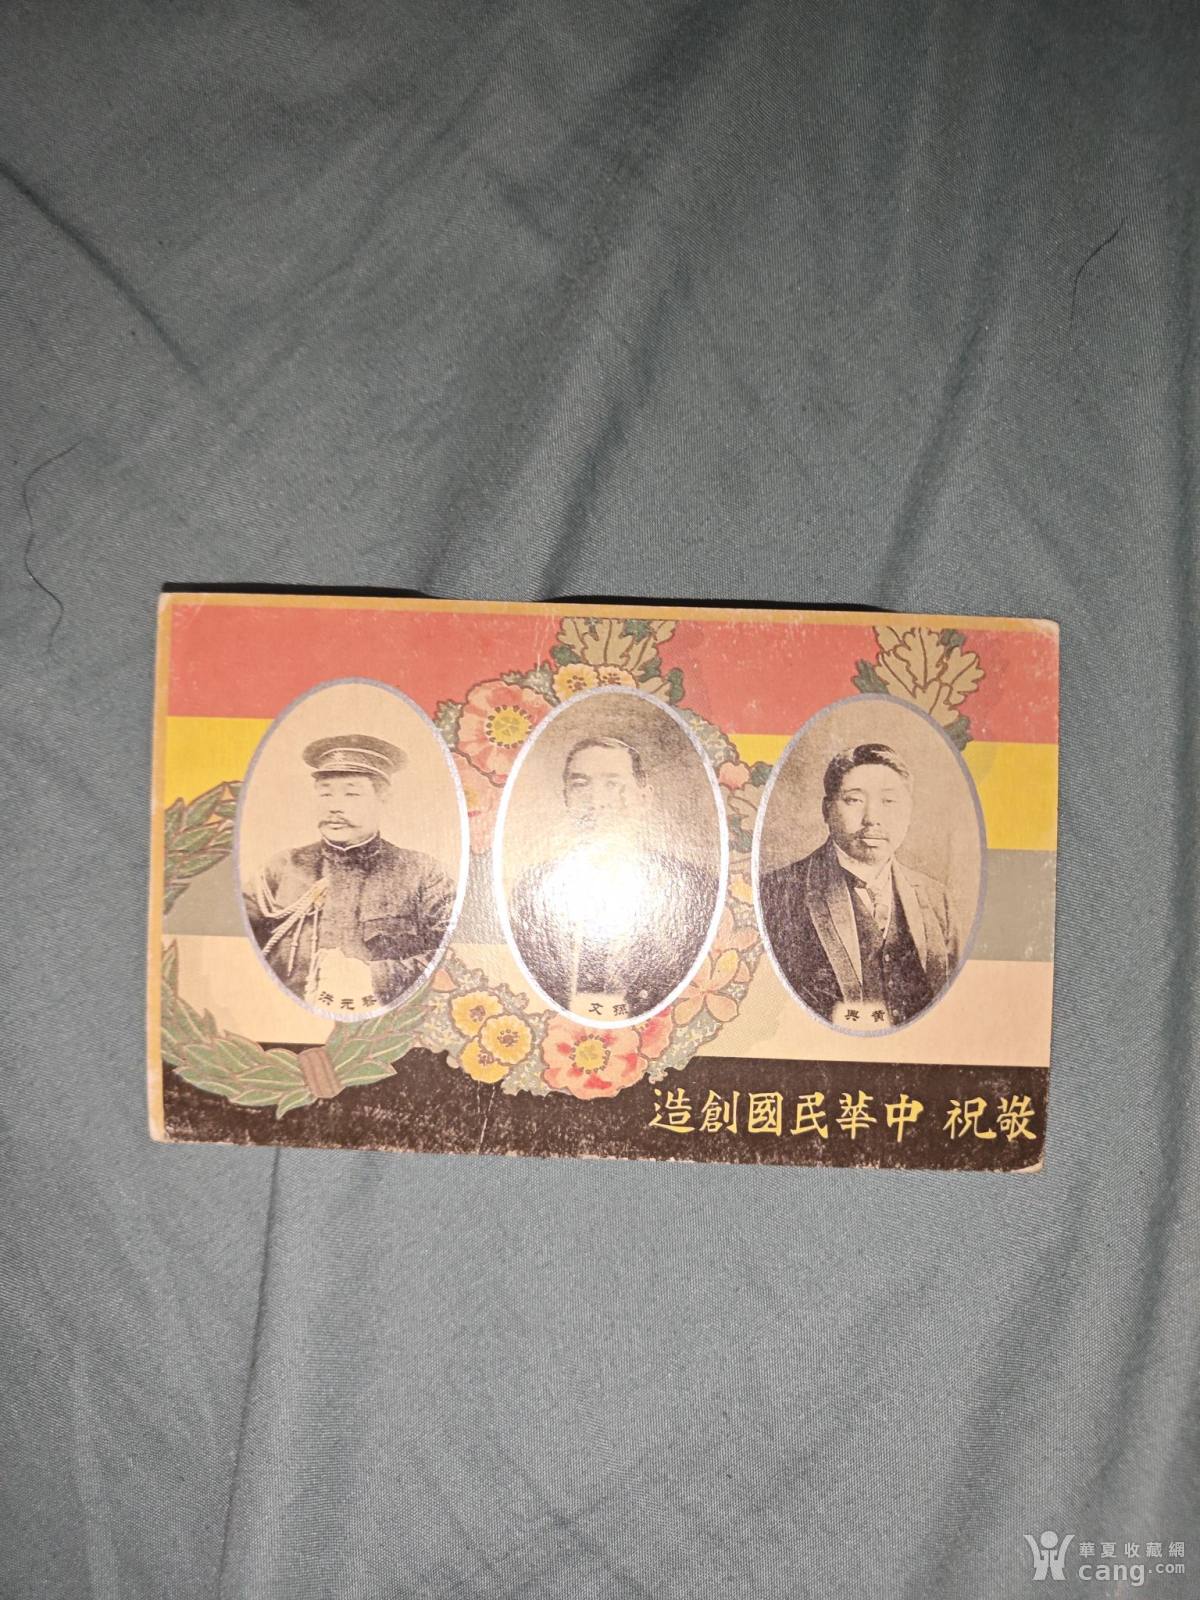 黎元洪
孫文
黃興
敬祝 中華民國創造
華夏收藏網
cang.com